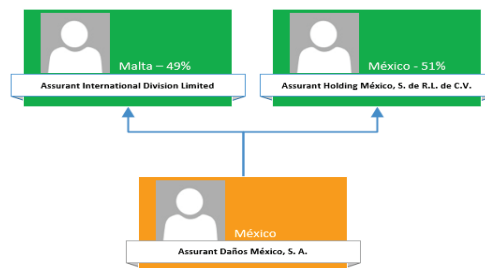 Malta – 49%
Assurant International Division Limited
México - 51%
Assurant Holding México, S. de R.L. de C.V.
México
Assurant Daños México, S. A.